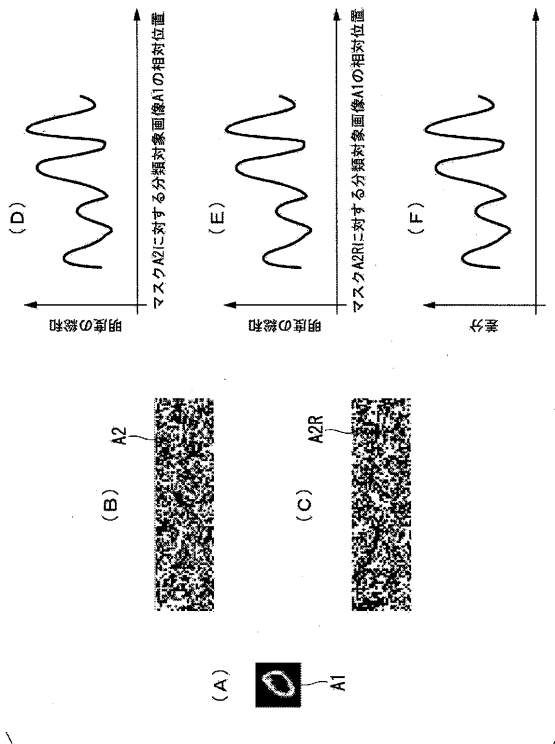 (A)
A1
(B)
A2
(C)
A2R
(D)
明度の総和
マスクA2に対する分類対象画像A1の相対位置
(E)
明度の総和
マスクA2Rに対する分類対象画像A1の相対位置
(F)
差分